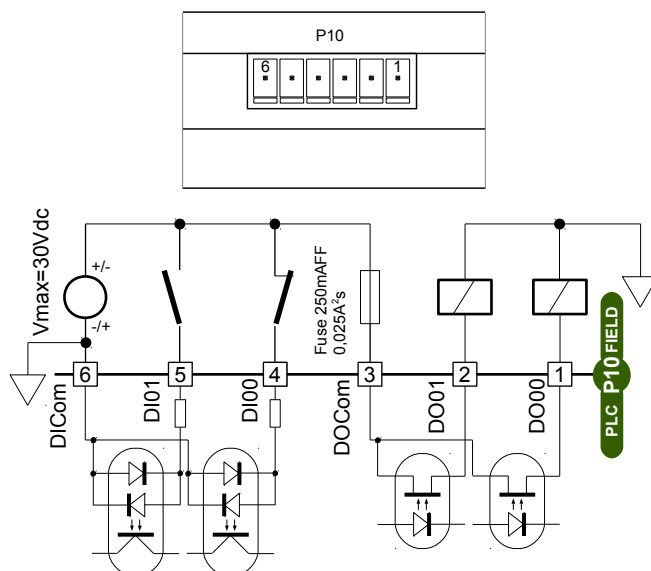 P10
6
1
Vmax=30Vdc
+/-
-/+
Fuse 250mAFF
0,025A²s
6
5
4
3
2
1
DICom
DI01
DI00
DOCom
DO01
DO00
PLC P10 FIELD